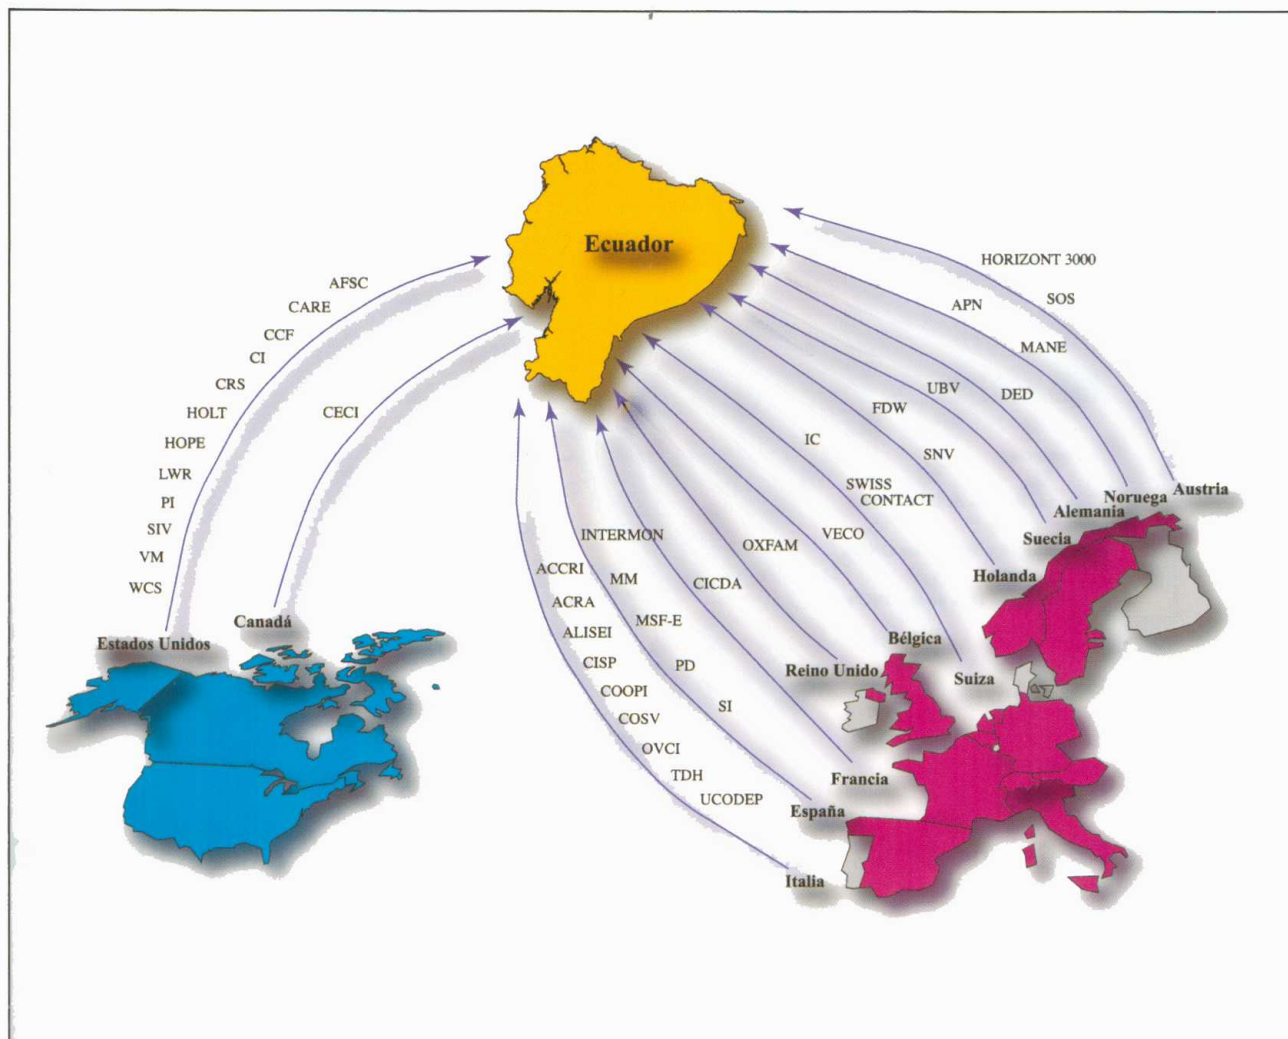 Ecuador
AFSC
CARE
CCF
CI
CRS
HOLT
HOPE
LWR
PI
SIV
VM
WCS
Estados Unidos
CECI
Canadá
HORIZONT 3000
SOS
Austria
APN
MANE
Noruega
DED
Alemania
UBV
Suecia
FDW
SNV
Holanda
IC
SWISS
CONTACT
Suiza
VECO
Bélgica
OXFAM
Reino Unido
CICDA
Francia
INTERMON
MM
MSF-E
PD
SI
España
ACCRI
ACRA
ALISEI
CISP
COOPI
COSV
OVCI
TDH
UCODEP
Italia